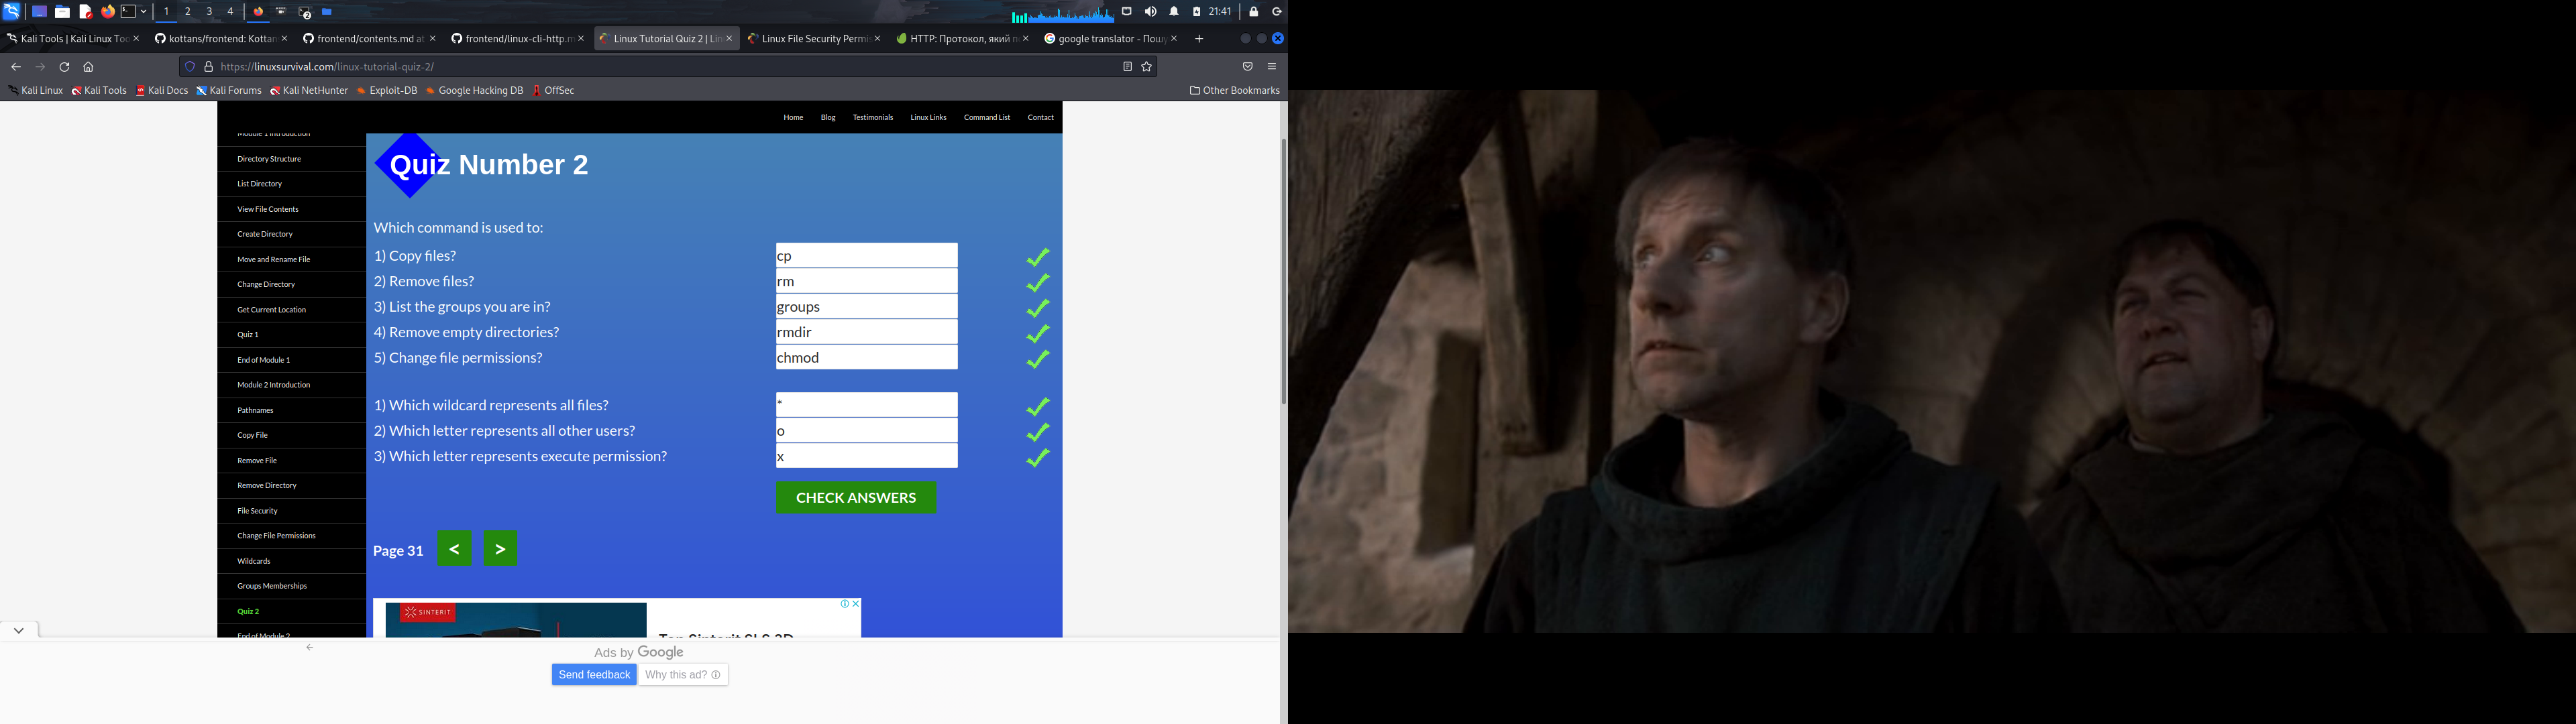 1 2 3 4 2 21:41
Kali Tools | Kali Linux Too kottans/frontend: Kottan frontend/contents.md at frontend/linux-cli-http.m Linux Tutorial Quiz 2 | Lin Linux File Security Permis HTTP: Протокол, який п google translator - Пошу
https://linuxsurvival.com/linux-tutorial-quiz-2/
Kali Linux Kali Tools Kali Docs Kali Forums Kali NetHunter Exploit-DB Google Hacking DB OffSec Other Bookmarks
Home Blog Testimonials Linux Links Command List Contact
Module 1 Introduction
Directory Structure
List Directory
View File Contents
Create Directory
Move and Rename File
Change Directory
Get Current Location
Quiz 1
End of Module 1
Module 2 Introduction
Pathnames
Copy File
Remove File
Remove Directory
File Security
Change File Permissions
Wildcards
Groups Memberships
Quiz 2
End of Module 2
Quiz Number 2
Which command is used to:
1) Copy files? cp
2) Remove files? rm
3) List the groups you are in? groups
4) Remove empty directories? rmdir
5) Change file permissions? chmod
1) Which wildcard represents all files? *
2) Which letter represents all other users? o
3) Which letter represents execute permission? x
CHECK ANSWERS
Page 31 < >
SINTERIT
Top Sinterit SLS 3D
Ads by Google
Send feedback Why this ad?